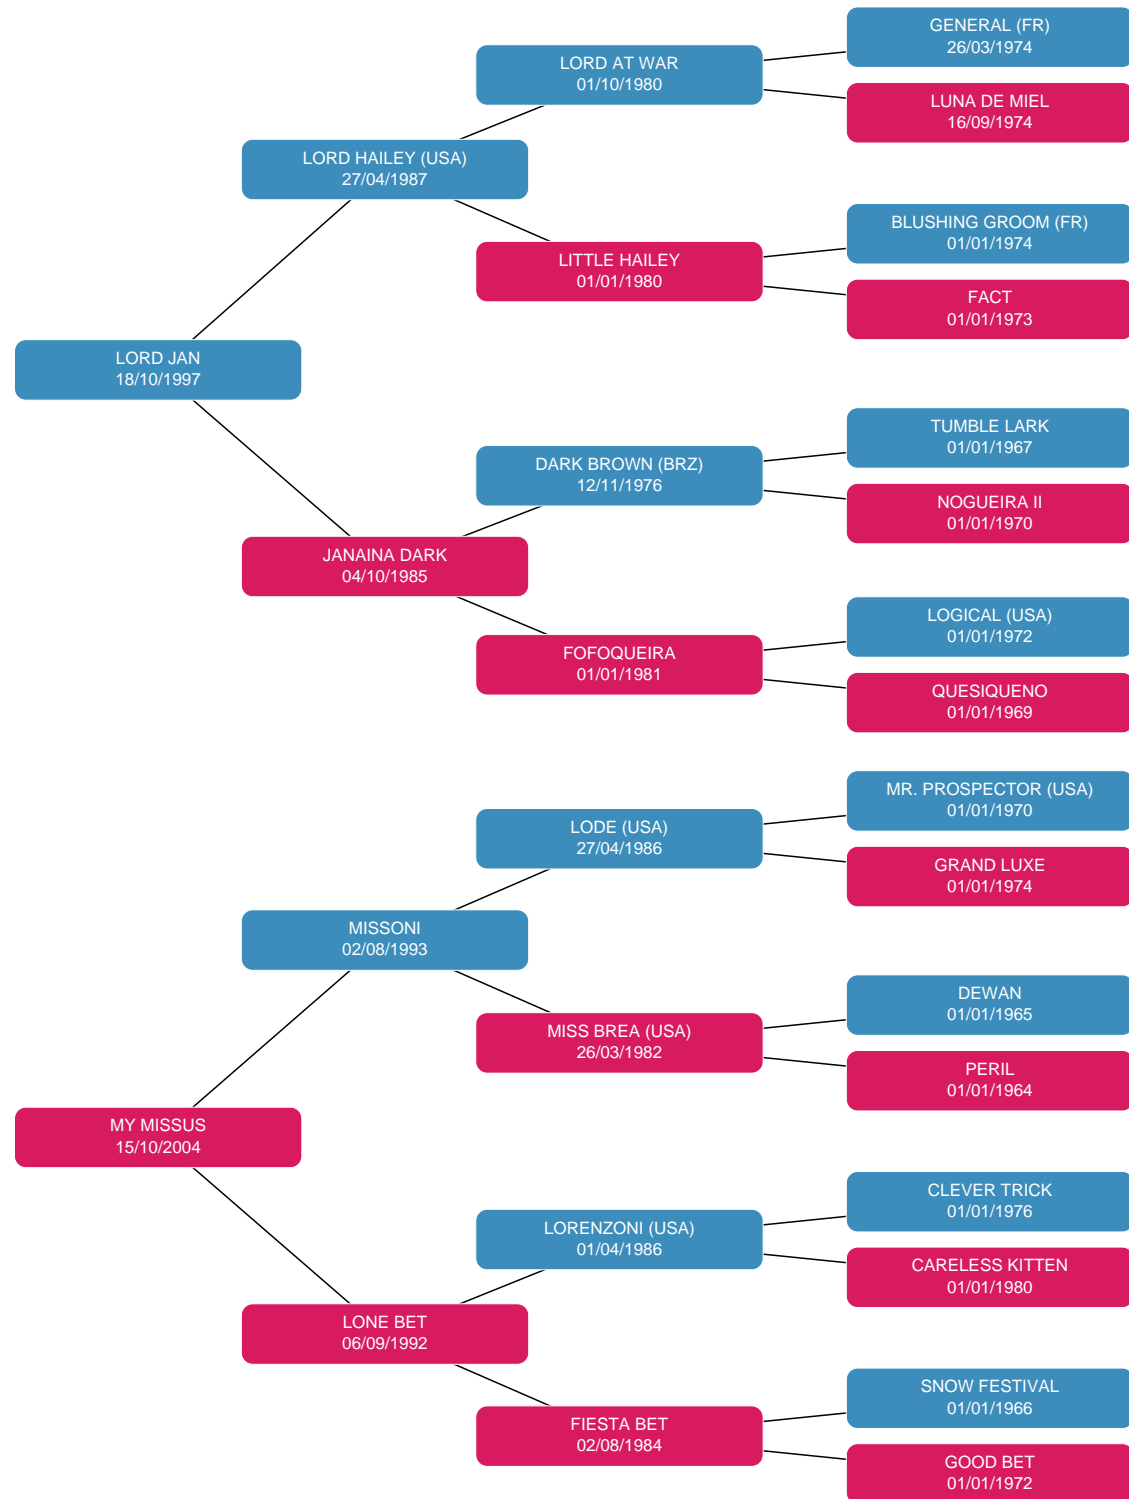 GENERAL (FR)
26/03/1974
LORD AT WAR
01/10/1980
LUNA DE MIEL
16/09/1974
LORD HAILEY (USA)
27/04/1987
BLUSHING GROOM (FR)
01/01/1974
LITTLE HAILEY
01/01/1980
FACT
01/01/1973
LORD JAN
18/10/1997
TUMBLE LARK
01/01/1967
DARK BROWN (BRZ)
12/11/1976
NOGUEIRA II
01/01/1970
JANAINA DARK
04/10/1985
LOGICAL (USA)
01/01/1972
FOFOQUEIRA
01/01/1981
QUESIQUENO
01/01/1969
MR. PROSPECTOR (USA)
01/01/1970
LODE (USA)
27/04/1986
GRAND LUXE
01/01/1974
MISSONI
02/08/1993
DEWAN
01/01/1965
MISS BREA (USA)
26/03/1982
PERIL
01/01/1964
MY MISSUS
15/10/2004
CLEVER TRICK
01/01/1976
LORENZONI (USA)
01/04/1986
CARELESS KITTEN
01/01/1980
LONE BET
06/09/1992
SNOW FESTIVAL
01/01/1966
FIESTA BET
02/08/1984
GOOD BET
01/01/1972